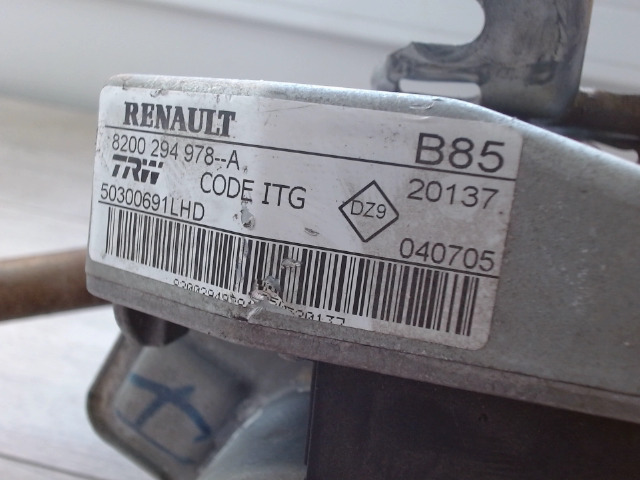 RENAULT B85
8200 294 978--A 20137
TRW CODE ITG DZ9
50300691LHD 040705